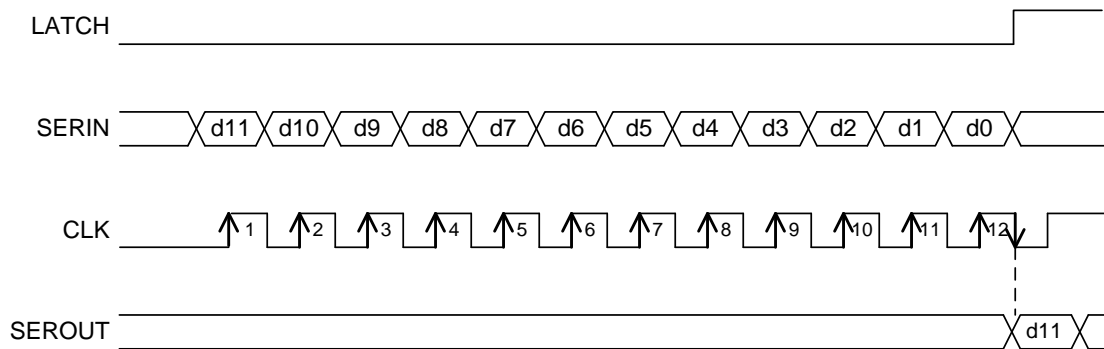 LATCH
SERIN d11 d10 d9 d8 d7 d6 d5 d4 d3 d2 d1 d0
CLK 1 2 3 4 5 6 7 8 9 10 11 12
SEROUT d11